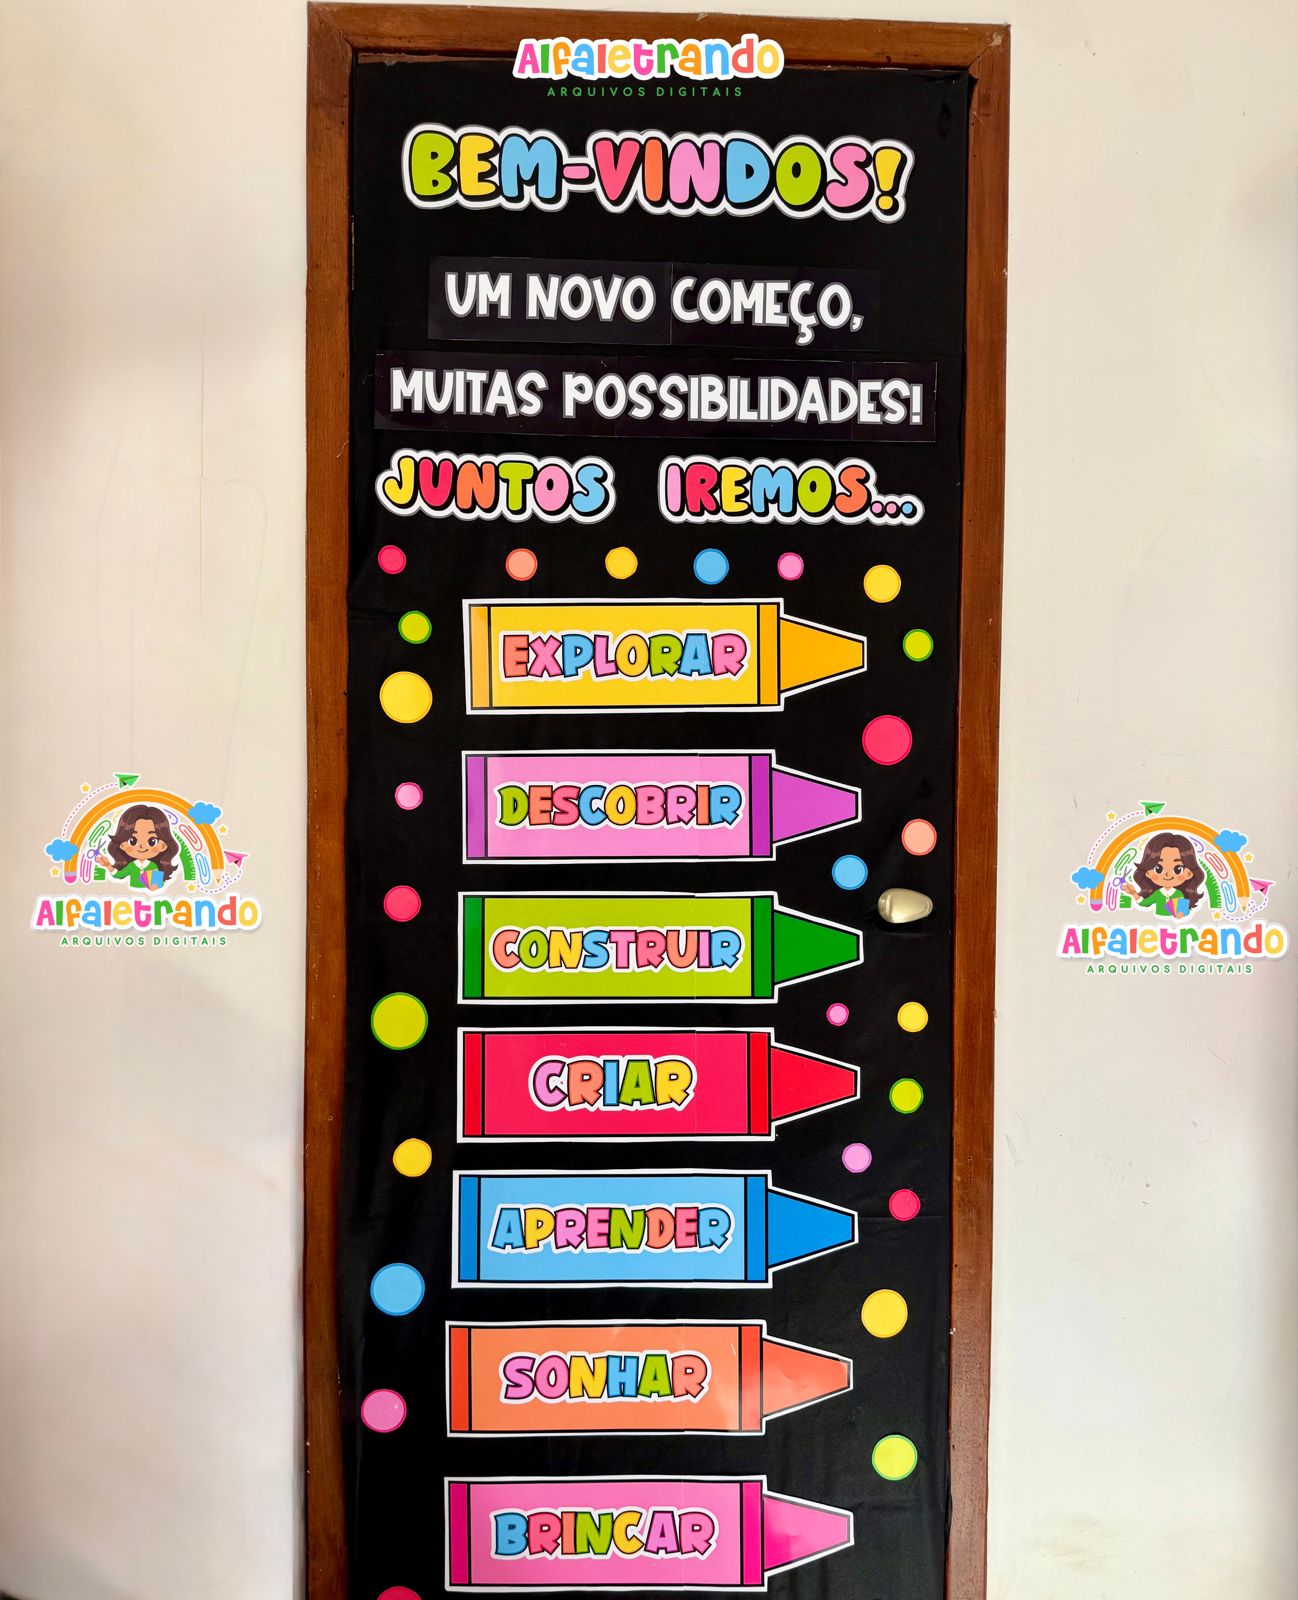 Alfaletrando
ARQUIVOS DIGITAIS
BEM-VINDOS!
UM NOVO COMEÇO,
MUITAS POSSIBILIDADES!
JUNTOS IREMOS...
EXPLORAR
DESCOBRIR
Alfaletrando
ARQUIVOS DIGITAIS
CONSTRUIR
Alfaletrando
ARQUIVOS DIGITAIS
CRIAR
APRENDER
SONHAR
BRINCAR